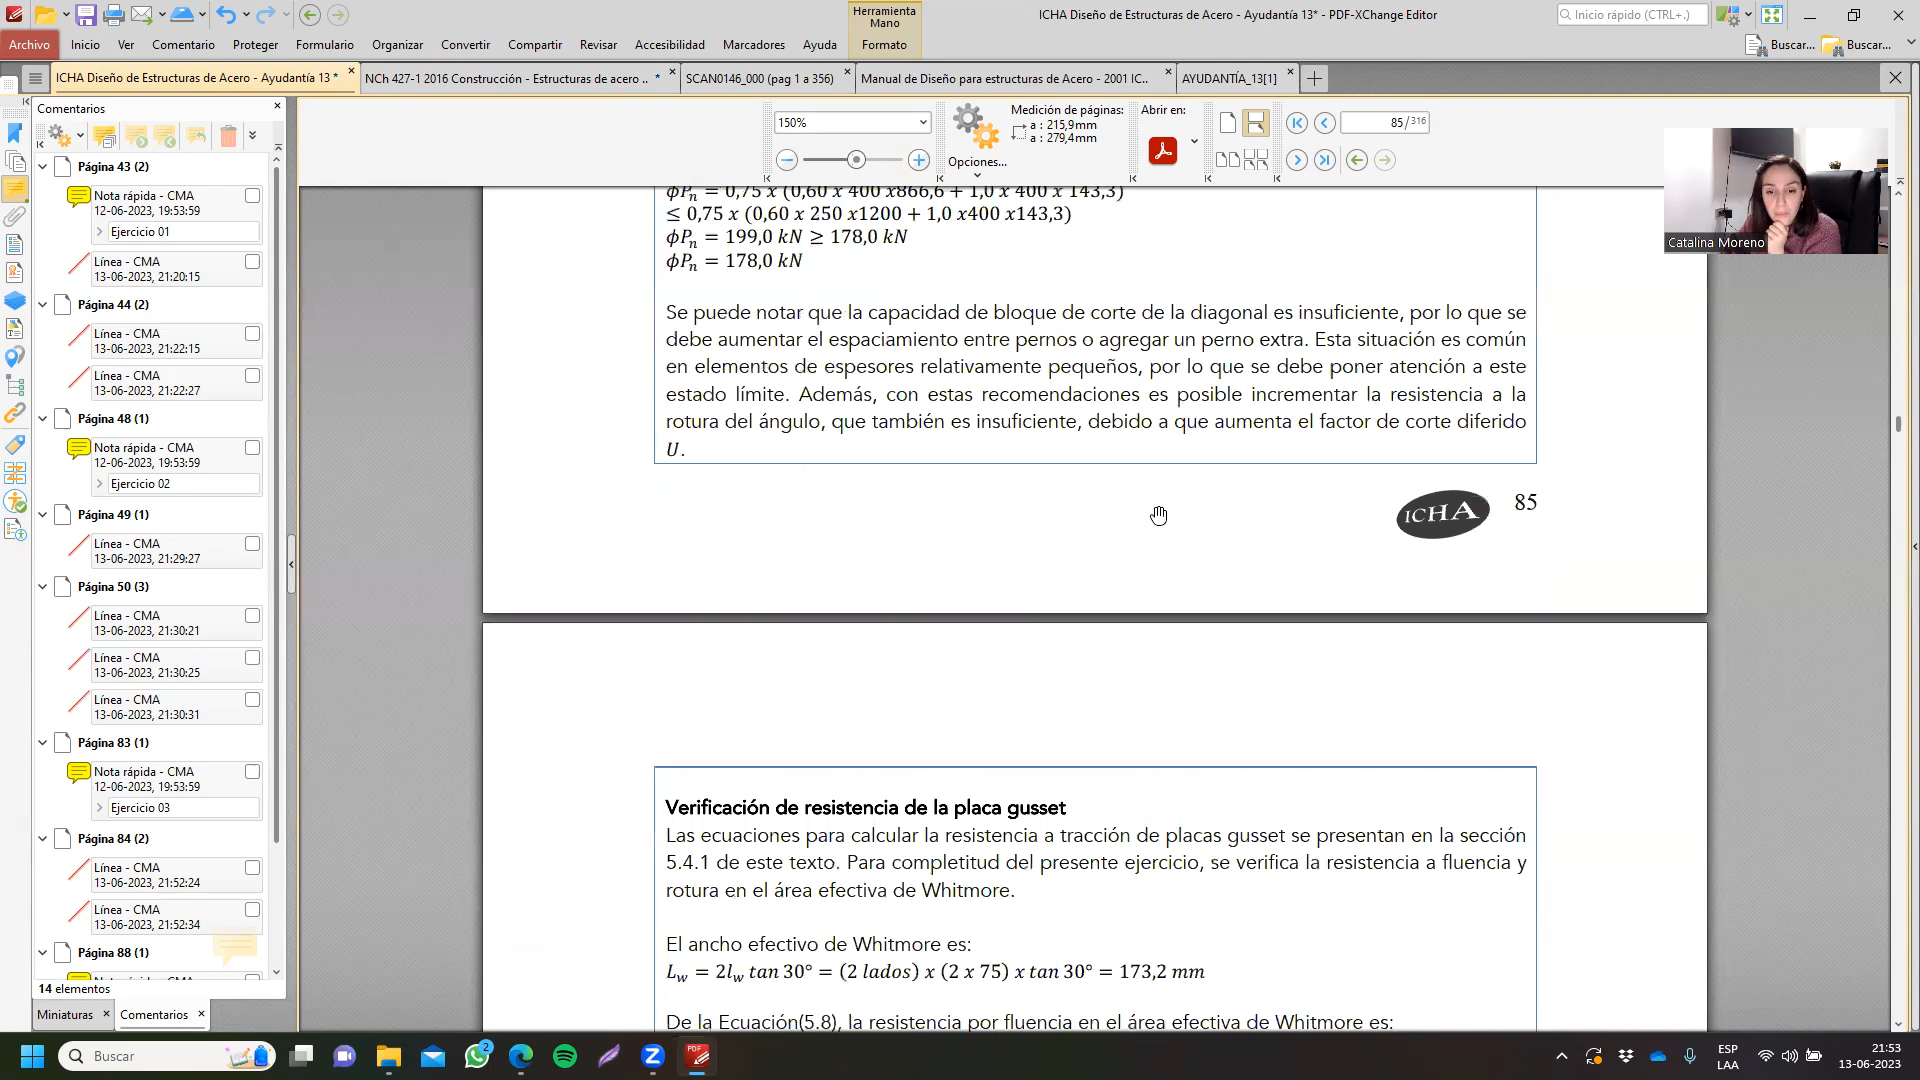 Herramienta
Mano
ICHA Diseño de Estructuras de Acero - Ayudantía 13* - PDF-XChange Editor
Inicio rápido (CTRL+.)
Archivo Inicio Ver Comentario Proteger Formulario Organizar Convertir Compartir Revisar Accesibilidad Marcadores Ayuda Formato Buscar... Buscar...
ICHA Diseño de Estructuras de Acero - Ayudantía 13 * NCh 427-1 2016 Construcción - Estructuras de acero .. * SCAN0146_000 (pag 1 a 356) Manual de Diseño para estructuras de Acero - 2001 IC.. AYUDANTÍA_13[1]
Comentarios
150%
Opciones...
Medición de páginas:
a : 215,9mm
a : 279,4mm
Abrir en:
85 / 316
Catalina Moreno
Página 43 (2)
Nota rápida - CMA
12-06-2023, 19:53:59
Ejercicio 01
Línea - CMA
13-06-2023, 21:20:15
Página 44 (2)
Línea - CMA
13-06-2023, 21:22:15
Línea - CMA
13-06-2023, 21:22:27
Página 48 (1)
Nota rápida - CMA
12-06-2023, 19:53:59
Ejercicio 02
Página 49 (1)
Línea - CMA
13-06-2023, 21:29:27
Página 50 (3)
Línea - CMA
13-06-2023, 21:30:21
Línea - CMA
13-06-2023, 21:30:25
Línea - CMA
13-06-2023, 21:30:31
Página 83 (1)
Nota rápida - CMA
12-06-2023, 19:53:59
Ejercicio 03
Página 84 (2)
Línea - CMA
13-06-2023, 21:52:24
Línea - CMA
13-06-2023, 21:52:34
Página 88 (1)
14 elementos
Miniaturas Comentarios
ϕPₙ = 0,75 x (0,60 x 400 x866,6 + 1,0 x 400 x 143,3)
≤ 0,75 x (0,60 x 250 x1200 + 1,0 x400 x143,3)
ϕPₙ = 199,0 kN ≥ 178,0 kN
ϕPₙ = 178,0 kN
Se puede notar que la capacidad de bloque de corte de la diagonal es insuficiente, por lo que se
debe aumentar el espaciamiento entre pernos o agregar un perno extra. Esta situación es común
en elementos de espesores relativamente pequeños, por lo que se debe poner atención a este
estado límite. Además, con estas recomendaciones es posible incrementar la resistencia a la
rotura del ángulo, que también es insuficiente, debido a que aumenta el factor de corte diferido
U.
ICHA 85
Verificación de resistencia de la placa gusset
Las ecuaciones para calcular la resistencia a tracción de placas gusset se presentan en la sección
5.4.1 de este texto. Para completitud del presente ejercicio, se verifica la resistencia a fluencia y
rotura en el área efectiva de Whitmore.
El ancho efectivo de Whitmore es:
L_w = 2l_w tan 30° = (2 lados) x (2 x 75) x tan 30° = 173,2 mm
De la Ecuación(5.8), la resistencia por fluencia en el área efectiva de Whitmore es:
Buscar
2
ESP
LAA
21:53
13-06-2023